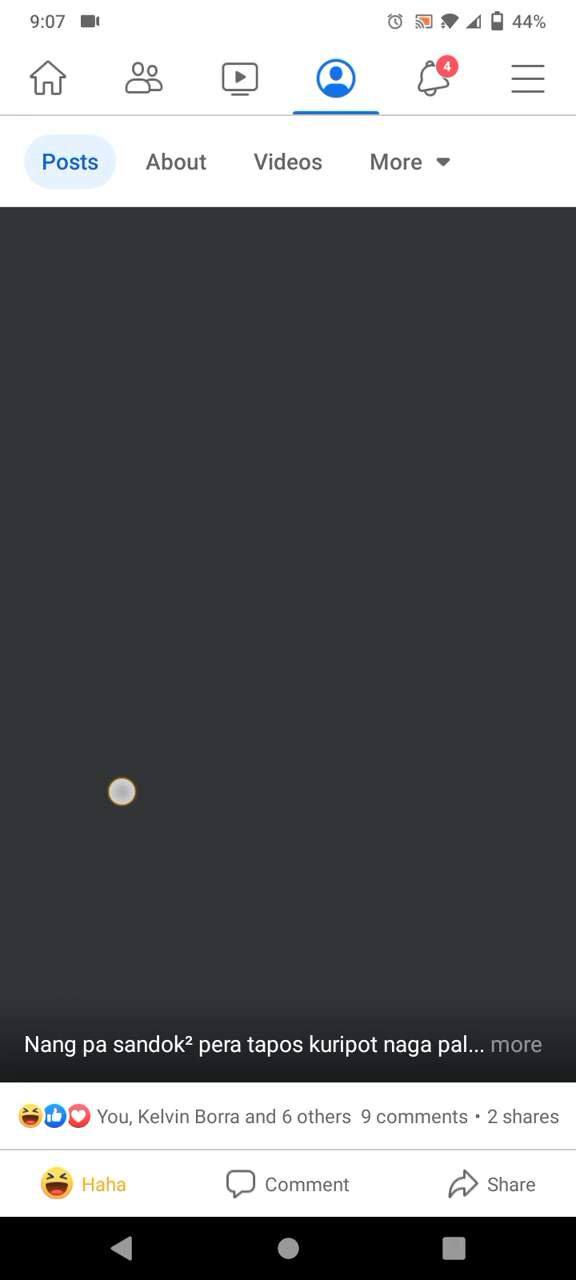 9:07
44%
4
Posts
About
Videos
More
Nang pa sandok² pera tapos kuripot naga pal... more
You, Kelvin Borra and 6 others 9 comments • 2 shares
Haha
Comment
Share